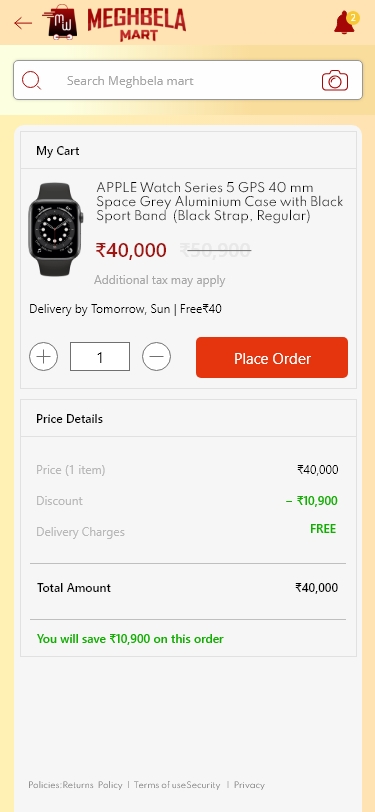 MW
MEGHBELA
MART
2
Search Meghbela mart
My Cart
APPLE Watch Series 5 GPS 40 mm
Space Grey Aluminium Case with Black
Sport Band (Black Strap, Regular)
₹40,000 ₹50,900
Additional tax may apply
Delivery by Tomorrow, Sun | Free₹40
1
Place Order
Price Details
Price (1 item) ₹40,000
Discount – ₹10,900
Delivery Charges FREE
Total Amount ₹40,000
You will save ₹10,900 on this order
Policies:Returns Policy | Terms of useSecurity | Privacy